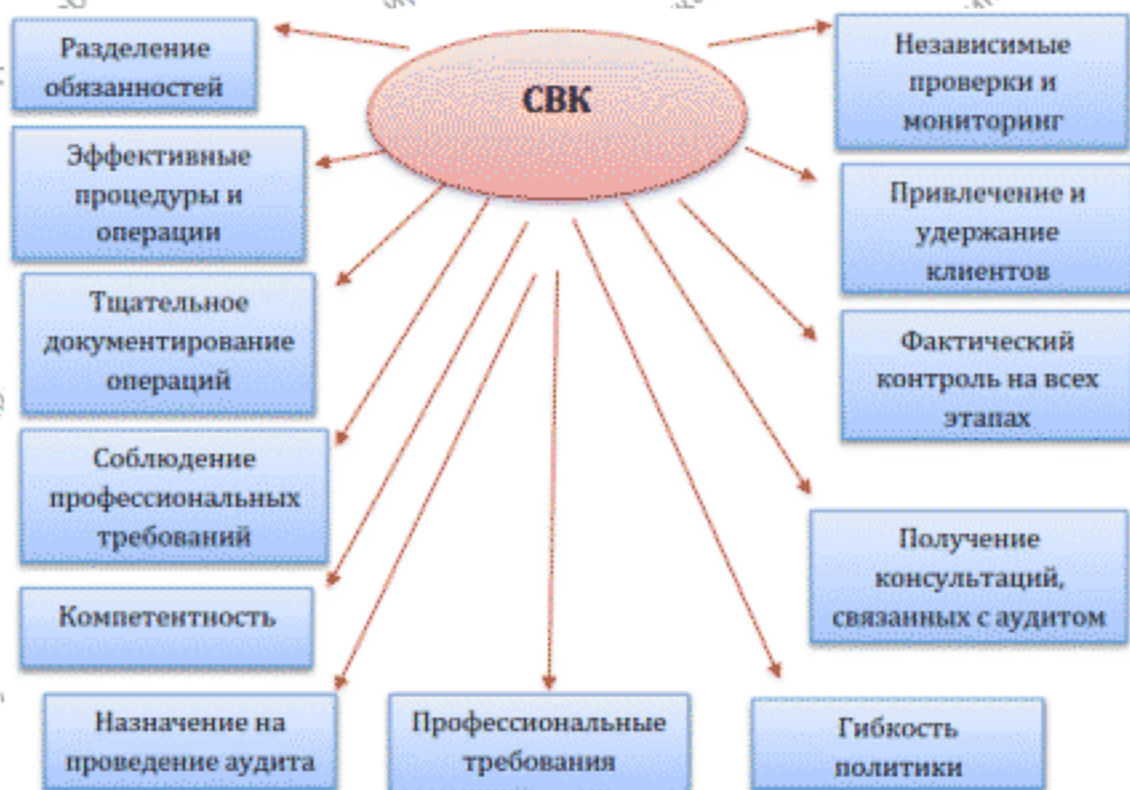 СВК
Разделение
обязанностей
Эффективные
процедуры и
операции
Тщательное
документирование
операций
Соблюдение
профессиональных
требований
Компетентность
Назначение на
проведение аудита
Профессиональные
требования
Гибкость
политики
Независимые
проверки и
мониторинг
Привлечение и
удержание
клиентов
Фактический
контроль на всех
этапах
Получение
консультаций,
связанных с аудитом